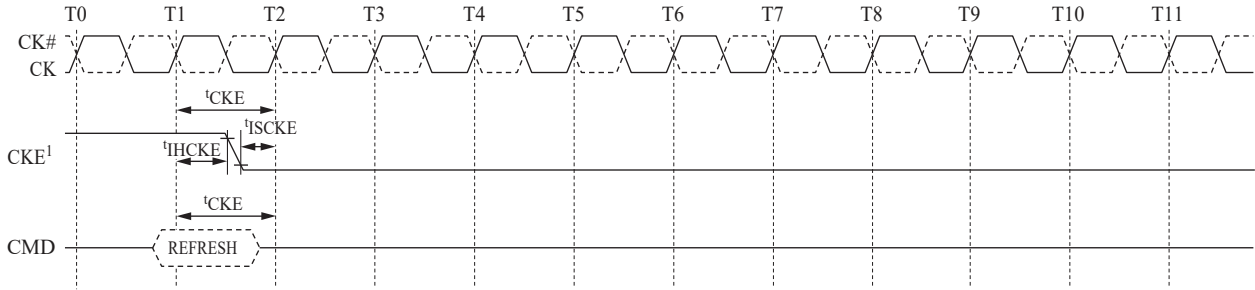 T0 T1 T2 T3 T4 T5 T6 T7 T8 T9 T10 T11
CK#
CK
tCKE
tISCKE
tIHCKE
CKE1
tCKE
CMD REFRESH